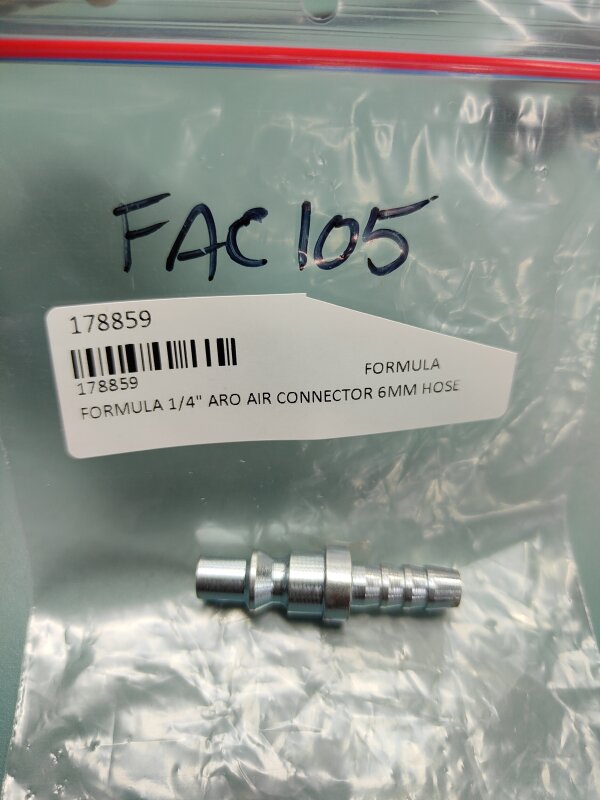 FAC105
178859
178859
FORMULA
FORMULA 1/4" ARO AIR CONNECTOR 6MM HOSE